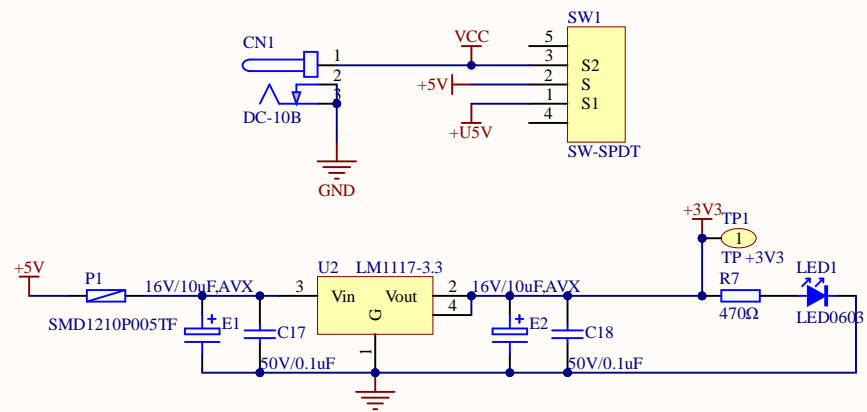 SW1
CN1
VCC
5
1
3
S2
2
+5V
2
S
3
1
S1
DC-10B
4
+U5V
SW-SPDT
GND
+3V3
TP1
1
TP +3V3
+5V
P1
U2
LM1117-3.3
R7
LED1
16V/10uF,AVX
3
Vin
Vout
2
16V/10uF,AVX
4
SMD1210P005TF
E1
C17
G
1
E2
C18
470Ω
LED0603
50V/0.1uF
50V/0.1uF